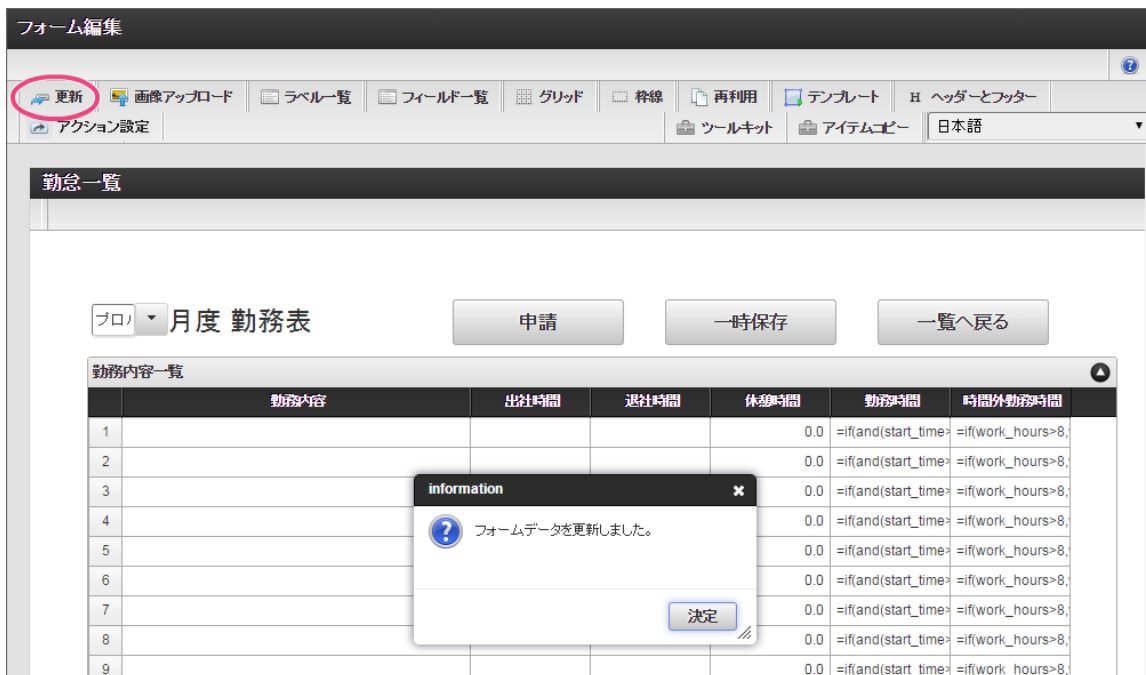 フォーム編集
更新 画像アップロード ラベル一覧 フィールド一覧 グリッド 枠線 再利用 テンプレート H ヘッダーとフッター
アクション設定 ツールキット アイテムコピー 日本語
勤怠一覧
月度 勤務表 申請 一時保存 一覧へ戻る
勤務内容一覧
勤務内容 出社時間 退社時間 休憩時間 勤務時間 時間外勤務時間
1 0.0 =if(and(start_time> =if(work_hours>8,
2 0.0 =if(and(start_time> =if(work_hours>8,
3 0.0 =if(and(start_time> =if(work_hours>8,
4 0.0 =if(and(start_time> =if(work_hours>8,
5 0.0 =if(and(start_time> =if(work_hours>8,
6 0.0 =if(and(start_time> =if(work_hours>8,
7 0.0 =if(and(start_time> =if(work_hours>8,
8 0.0 =if(and(start_time> =if(work_hours>8,
9 0.0 =if(and(start_time> =if(work_hours>8,
information
フォームデータを更新しました。
決定